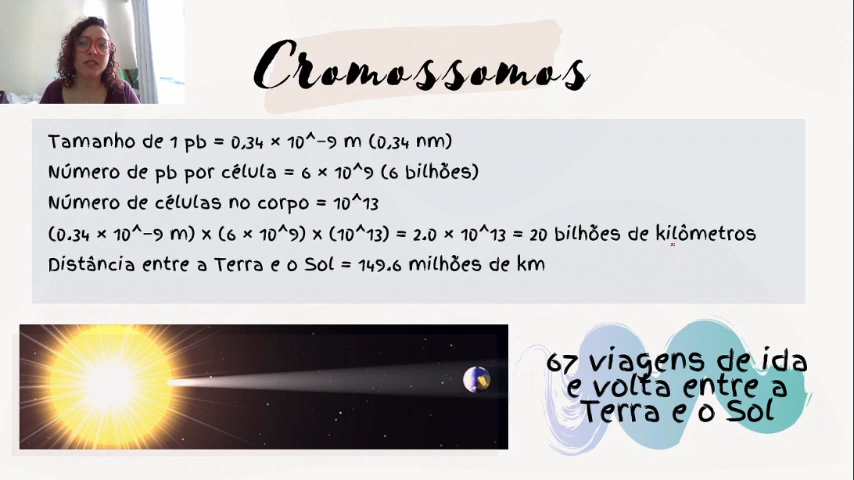 Cromossomos
Tamanho de 1 pb = 0,34 × 10^-9 m (0,34 nm)
Número de pb por célula = 6 × 10^9 (6 bilhões)
Número de células no corpo = 10^13
(0.34 × 10^-9 m) x (6 × 10^9) x (10^13) = 2.0 × 10^13 = 20 bilhões de kilômetros
Distância entre a Terra e o Sol = 149.6 milhões de km
67 viagens de ida
e volta entre a
Terra e o Sol